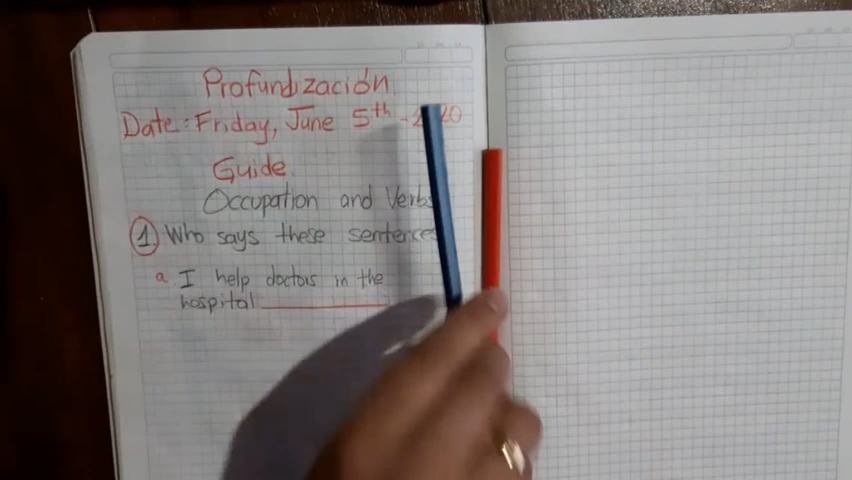 Profundización
Date: Friday, June 5th -
Guide
Occupation and Verbs
1 Who says these sentences
a I help doctors in the
hospital